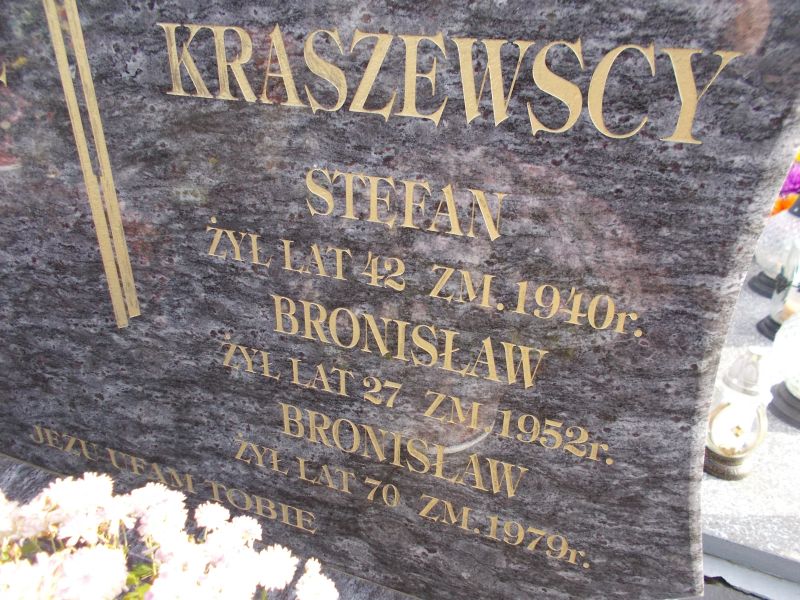 KRASZEWSCY
STEFAN
ŻYŁ LAT 42 ZM. 1940r.
BRONISŁAW
ŻYŁ LAT 27 ZM. 1952r.
BRONISŁAW
ŻYŁ LAT 70 ZM. 1979r.
JEZU UFAM TOBIE